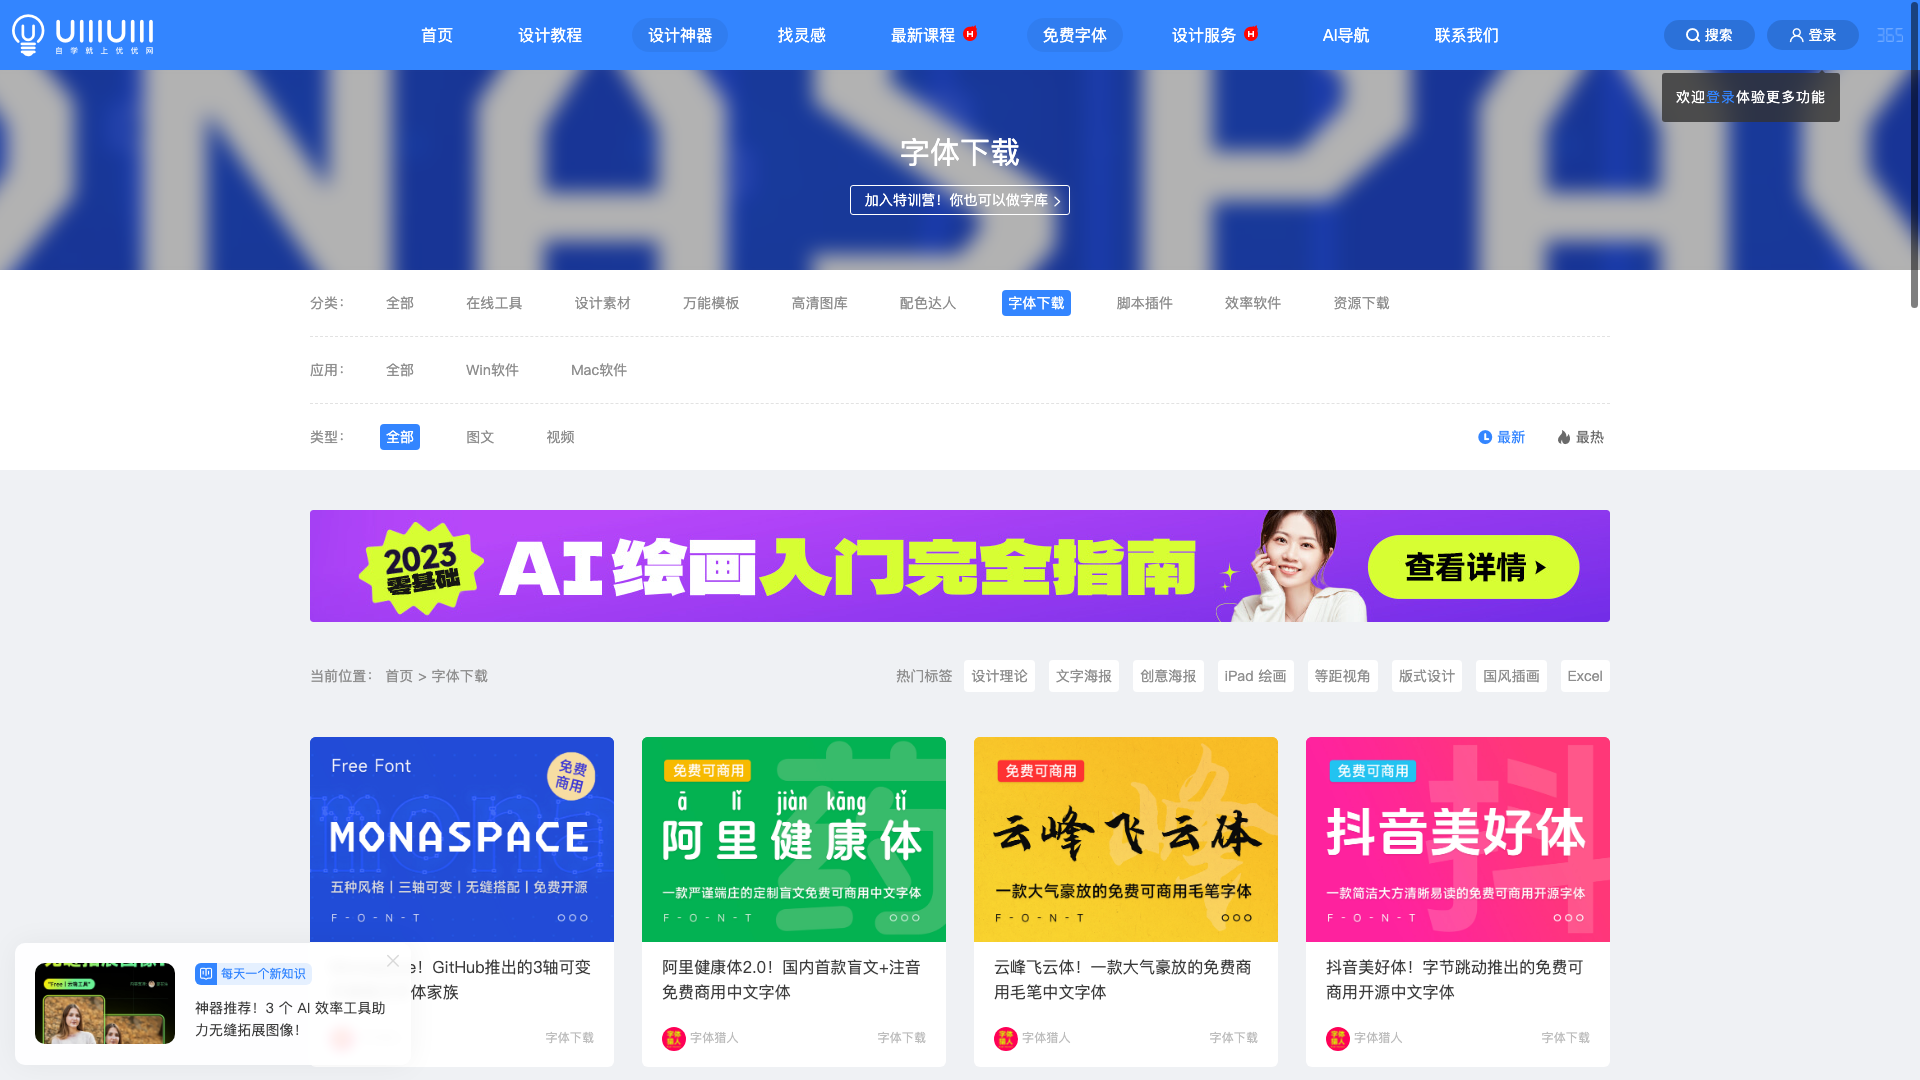 UIIIUIII
自学就上优优网
首页
设计教程
设计神器
找灵感
最新课程 H
免费字体
设计服务 H
AI导航
联系我们
搜索
登录
365
欢迎登录体验更多功能
字体下载
加入特训营！你也可以做字库
分类： 全部 在线工具 设计素材 万能模板 高清图库 配色达人 字体下载 脚本插件 效率软件 资源下载
应用： 全部 Win软件 Mac软件
类型： 全部 图文 视频
最新 最热
2023
零基础
AI绘画入门完全指南
查看详情
当前位置： 首页 > 字体下载
热门标签 设计理论 文字海报 创意海报 iPad 绘画 等距视角 版式设计 国风插画 Excel
Free Font
免费
商用
MONASPACE
五种风格丨三轴可变丨无缝搭配丨免费开源
F - O - N - T
e！GitHub推出的3轴可变
体家族
字体下载
免费可商用
ā lǐ jiàn kāng tǐ
阿里健康体
一款严谨端庄的定制盲文免费可商用中文字体
F - O - N - T
阿里健康体2.0！国内首款盲文+注音
免费商用中文字体
字体猎人
字体下载
免费可商用
云峰飞云体
一款大气豪放的免费可商用毛笔字体
F - O - N - T
云峰飞云体！一款大气豪放的免费商
用毛笔中文字体
字体猎人
字体下载
免费可商用
抖音美好体
一款简洁大方清晰易读的免费可商用开源字体
F - O - N - T
抖音美好体！字节跳动推出的免费可
商用开源中文字体
字体猎人
字体下载
每天一个新知识
神器推荐！3 个 AI 效率工具助
力无缝拓展图像！